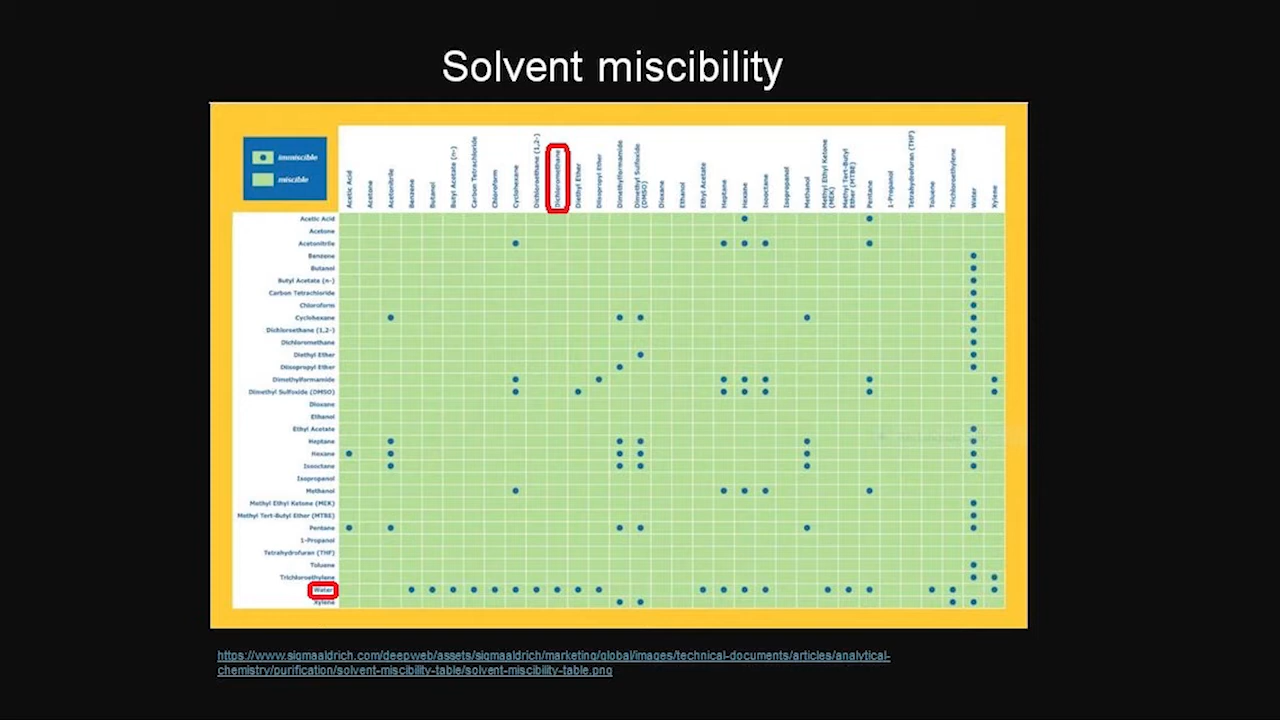 Solvent miscibility
immiscible
miscible
Acetic Acid
Acetone
Acetonitrile
Benzene
Butanol
Butyl Acetate (n-)
Carbon Tetrachloride
Chloroform
Cyclohexane
Dichloroethane (1,2-)
Dichloromethane
Diethyl Ether
Diisopropyl Ether
Dimethylformamide
Dimethyl Sulfoxide
(DMSO)
Dioxane
Ethanol
Ethyl Acetate
Heptane
Hexane
Isooctane
Isopropanol
Methanol
Methyl Ethyl Ketone
(MEK)
Methyl Tert-Butyl
Ether (MTBE)
Pentane
1-Propanol
Tetrahydrofuran (THF)
Toluene
Trichloroethylene
Water
Xylene
Acetic Acid
Acetone
Acetonitrile
Benzene
Butanol
Butyl Acetate (n-)
Carbon Tetrachloride
Chloroform
Cyclohexane
Dichloroethane (1,2-)
Dichloromethane
Diethyl Ether
Diisopropyl Ether
Dimethylformamide
Dimethyl Sulfoxide (DMSO)
Dioxane
Ethanol
Ethyl Acetate
Heptane
Hexane
Isooctane
Isopropanol
Methanol
Methyl Ethyl Ketone (MEK)
Methyl Tert-Butyl Ether (MTBE)
Pentane
1-Propanol
Tetrahydrofuran (THF)
Toluene
Trichloroethylene
Water
Xylene
https://www.sigmaaldrich.com/deepweb/assets/sigmaaldrich/marketing/global/images/technical-documents/articles/analytical-
chemistry/purification/solvent-miscibility-table/solvent-miscibility-table.png